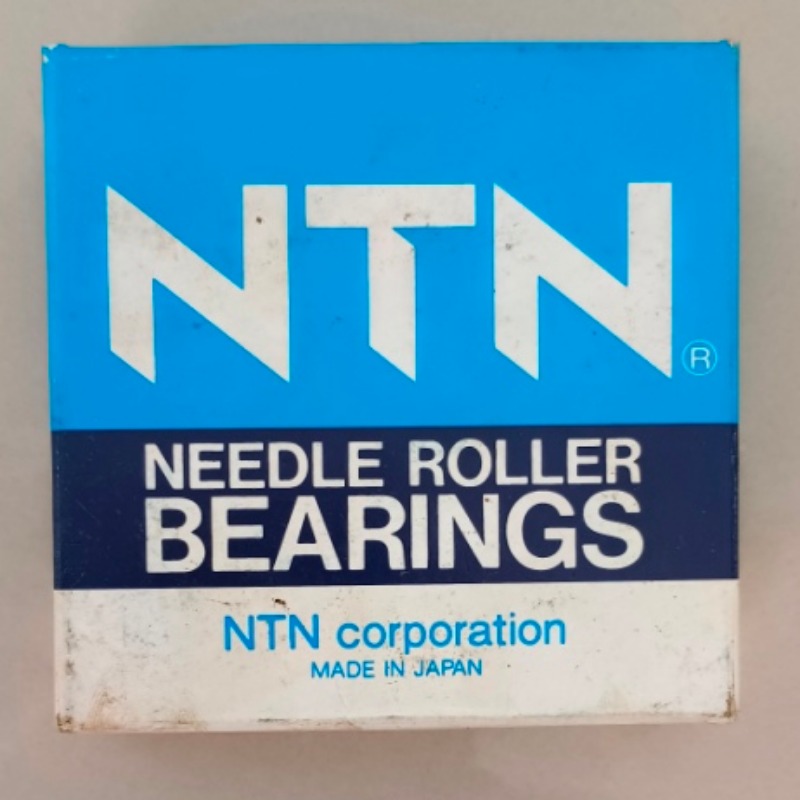 NTN®
NEEDLE ROLLER
BEARINGS
NTN corporation
MADE IN JAPAN